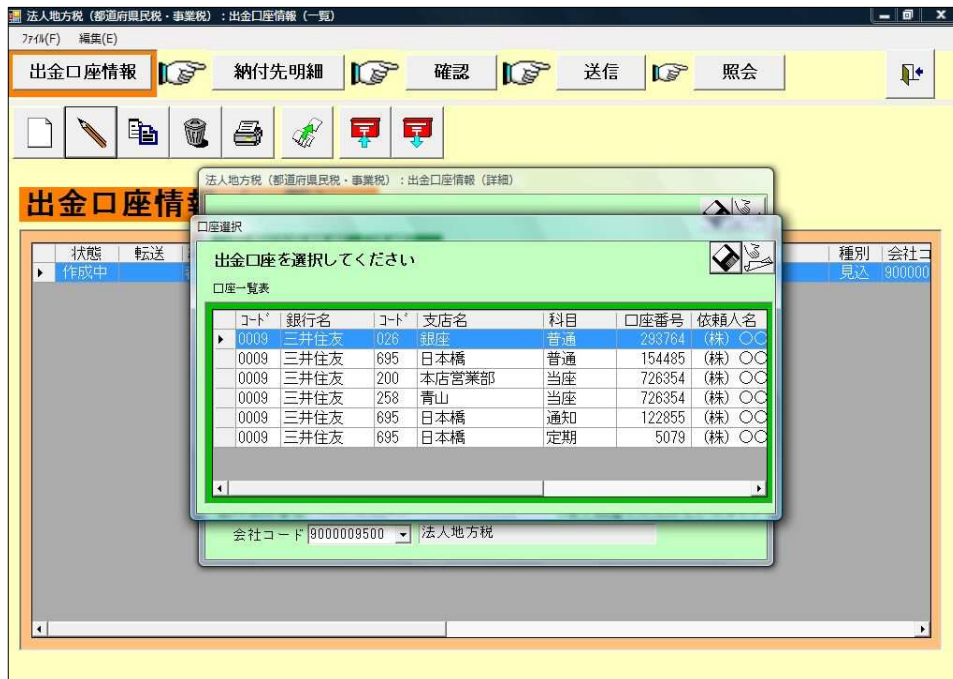 法人地方税（都道府県民税・事業税）：出金口座情報（一覧）
ﾌｧｲﾙ(F) 編集(E)
出金口座情報 納付先明細 確認 送信 照会
法人地方税（都道府県民税・事業税）：出金口座情報（詳細）
出金口座情
口座選択
出金口座を選択してください
口座一覧表
状態 転送 種別 会社コ
作成中 見込 900000
ｺｰﾄﾞ 銀行名 ｺｰﾄﾞ 支店名 科目 口座番号 依頼人名
0009 三井住友 026 銀座 普通 293764 (株) 〇〇
0009 三井住友 695 日本橋 普通 154485 (株) 〇〇
0009 三井住友 200 本店営業部 当座 726354 (株) 〇〇
0009 三井住友 258 青山 当座 726354 (株) 〇〇
0009 三井住友 695 日本橋 通知 122855 (株) 〇〇
0009 三井住友 695 日本橋 定期 5079 (株) 〇〇
会社コード 9000009500 法人地方税